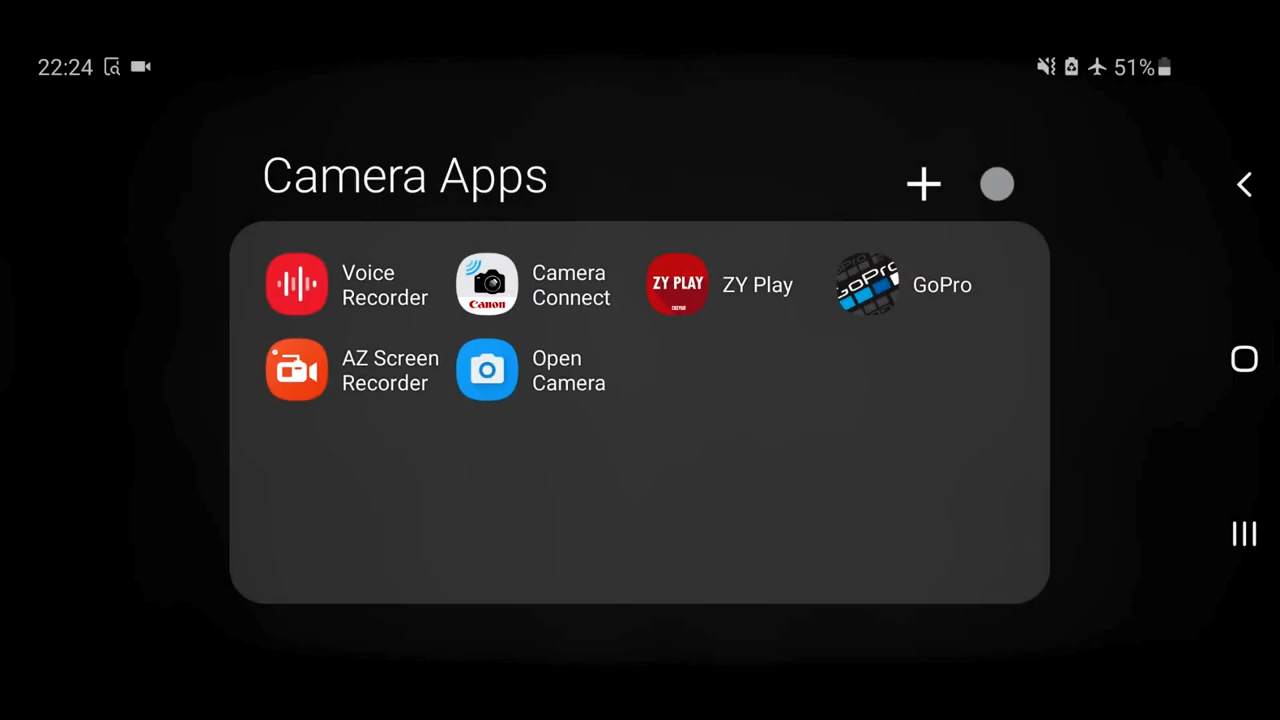 22:24
51%
Camera Apps
Voice
Recorder
Canon
Camera
Connect
ZY PLAY
ZY Play
GoPro
GoPro
AZ Screen
Recorder
Open
Camera